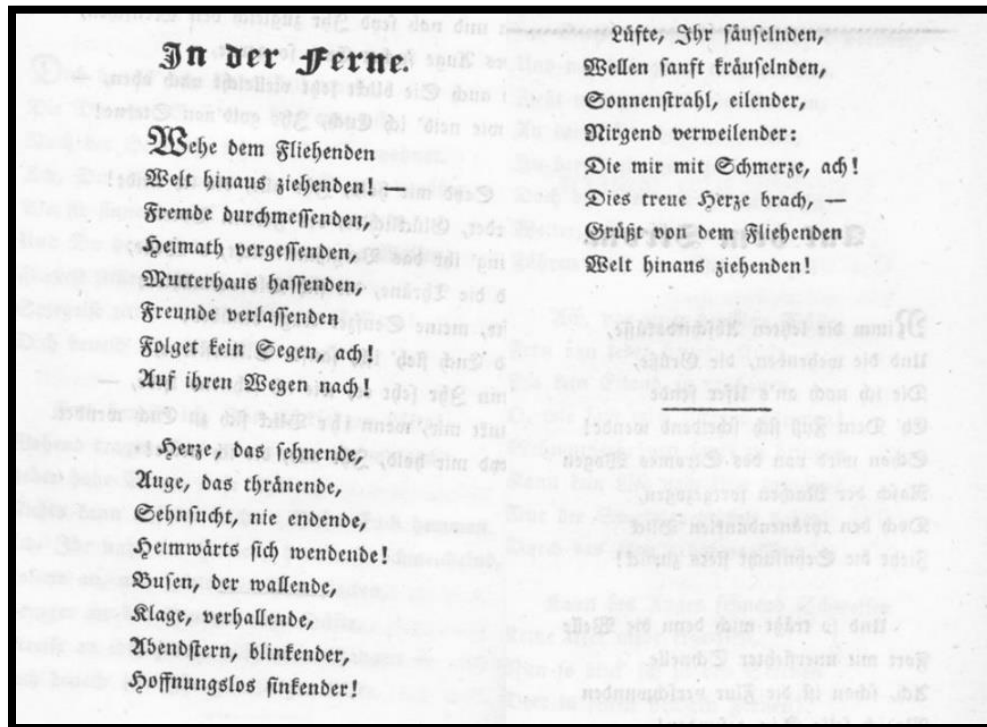 In der Ferne.
Wehe dem Fliehenden
Welt hinaus ziehenden! —
Fremde durchmessenden,
Heimath vergessenden,
Mutterhaus hassenden,
Freunde verlassenden
Folget kein Segen, ach!
Auf ihren Wegen nach!
Herze, das sehnende,
Auge, das thränende,
Sehnsucht, nie endende,
Heimwärts sich wendende!
Busen, der wallende,
Klage, verhallende,
Abendstern, blinkender,
Hoffnungslos sinkender!
Lüfte, Ihr säuselnden,
Wellen sanft kräuselnden,
Sonnenstrahl, eilender,
Nirgend verweilender:
Die mir mit Schmerze, ach!
Dies treue Herze brach, —
Grüßt von dem Fliehenden
Welt hinaus ziehenden!